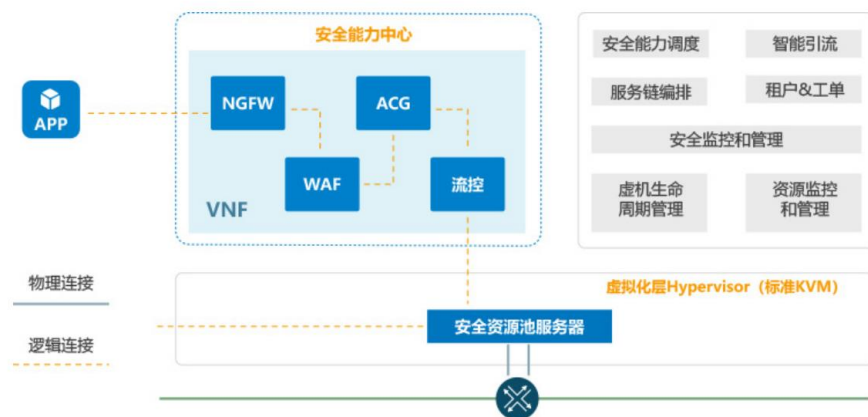 安全能力中心
APP
NGFW
ACG
WAF
流控
VNF
安全能力调度
智能引流
服务链编排
租户&工单
安全监控和管理
虚机生命
周期管理
资源监控
和管理
物理连接
逻辑连接
虚拟化层Hypervisor（标准KVM）
安全资源池服务器